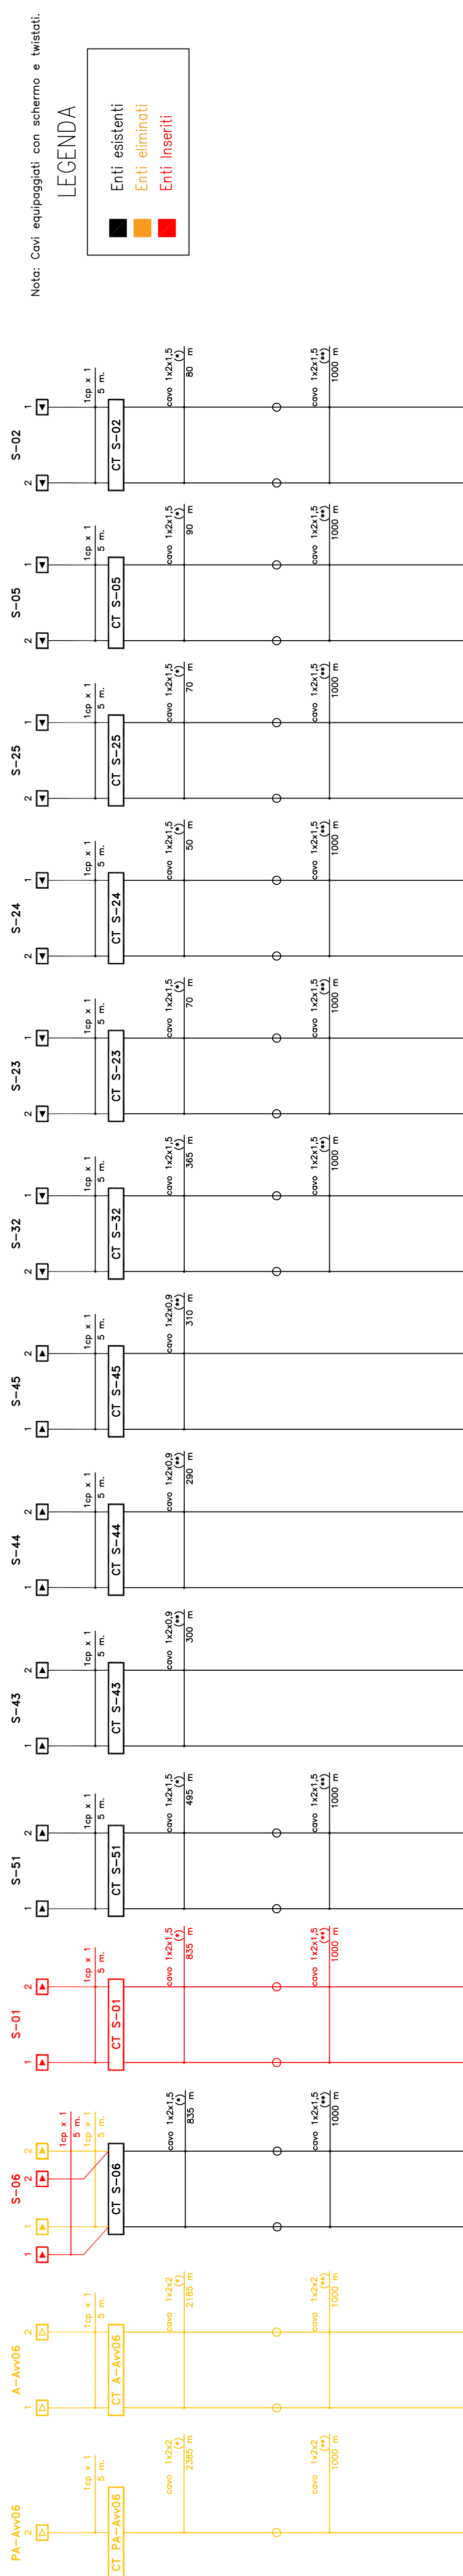 PA-Avv06
2
1cp x 1
5 m.
CT PA-Avv06
cavo 1x2x2
(*)
2385 m
cavo 1x2x2
(**)
1000 m
A-Avv06
1 2
1cp x 1
5 m.
CT A-Avv06
cavo 1x2x2
(*)
2185 m
cavo 1x2x2
(**)
1000 m
S-06
1 1 2 2
1cp x 1
5 m.
1cp x 1
5 m.
CT S-06
cavo 1x2x1,5
(*)
835 m
cavo 1x2x1,5
(**)
1000 m
S-01
1 2
1cp x 1
5 m.
CT S-01
cavo 1x2x1,5
(*)
835 m
cavo 1x2x1,5
(**)
1000 m
S-51
1 2
1cp x 1
5 m.
CT S-51
cavo 1x2x1,5
(*)
495 m
cavo 1x2x1,5
(**)
1000 m
S-43
1 2
1cp x 1
5 m.
CT S-43
cavo 1x2x0,9
(**)
300 m
S-44
1 2
1cp x 1
5 m.
CT S-44
cavo 1x2x0,9
(**)
290 m
S-45
1 2
1cp x 1
5 m.
CT S-45
cavo 1x2x0,9
(**)
310 m
S-32
2 1
1cp x 1
5 m.
CT S-32
cavo 1x2x1,5
(*)
365 m
cavo 1x2x1,5
(**)
1000 m
S-23
2 1
1cp x 1
5 m.
CT S-23
cavo 1x2x1,5
(*)
70 m
cavo 1x2x1,5
(**)
1000 m
S-24
2 1
1cp x 1
5 m.
CT S-24
cavo 1x2x1,5
(*)
50 m
cavo 1x2x1,5
(**)
1000 m
S-25
2 1
1cp x 1
5 m.
CT S-25
cavo 1x2x1,5
(*)
70 m
cavo 1x2x1,5
(**)
1000 m
S-05
2 1
1cp x 1
5 m.
CT S-05
cavo 1x2x1,5
(*)
90 m
cavo 1x2x1,5
(**)
1000 m
S-02
2 1
1cp x 1
5 m.
CT S-02
cavo 1x2x1,5
(*)
80 m
cavo 1x2x1,5
(**)
1000 m
Nota: Cavi equipaggiati con schermo e twistati.
LEGENDA
Enti esistenti
Enti eliminati
Enti Inseriti